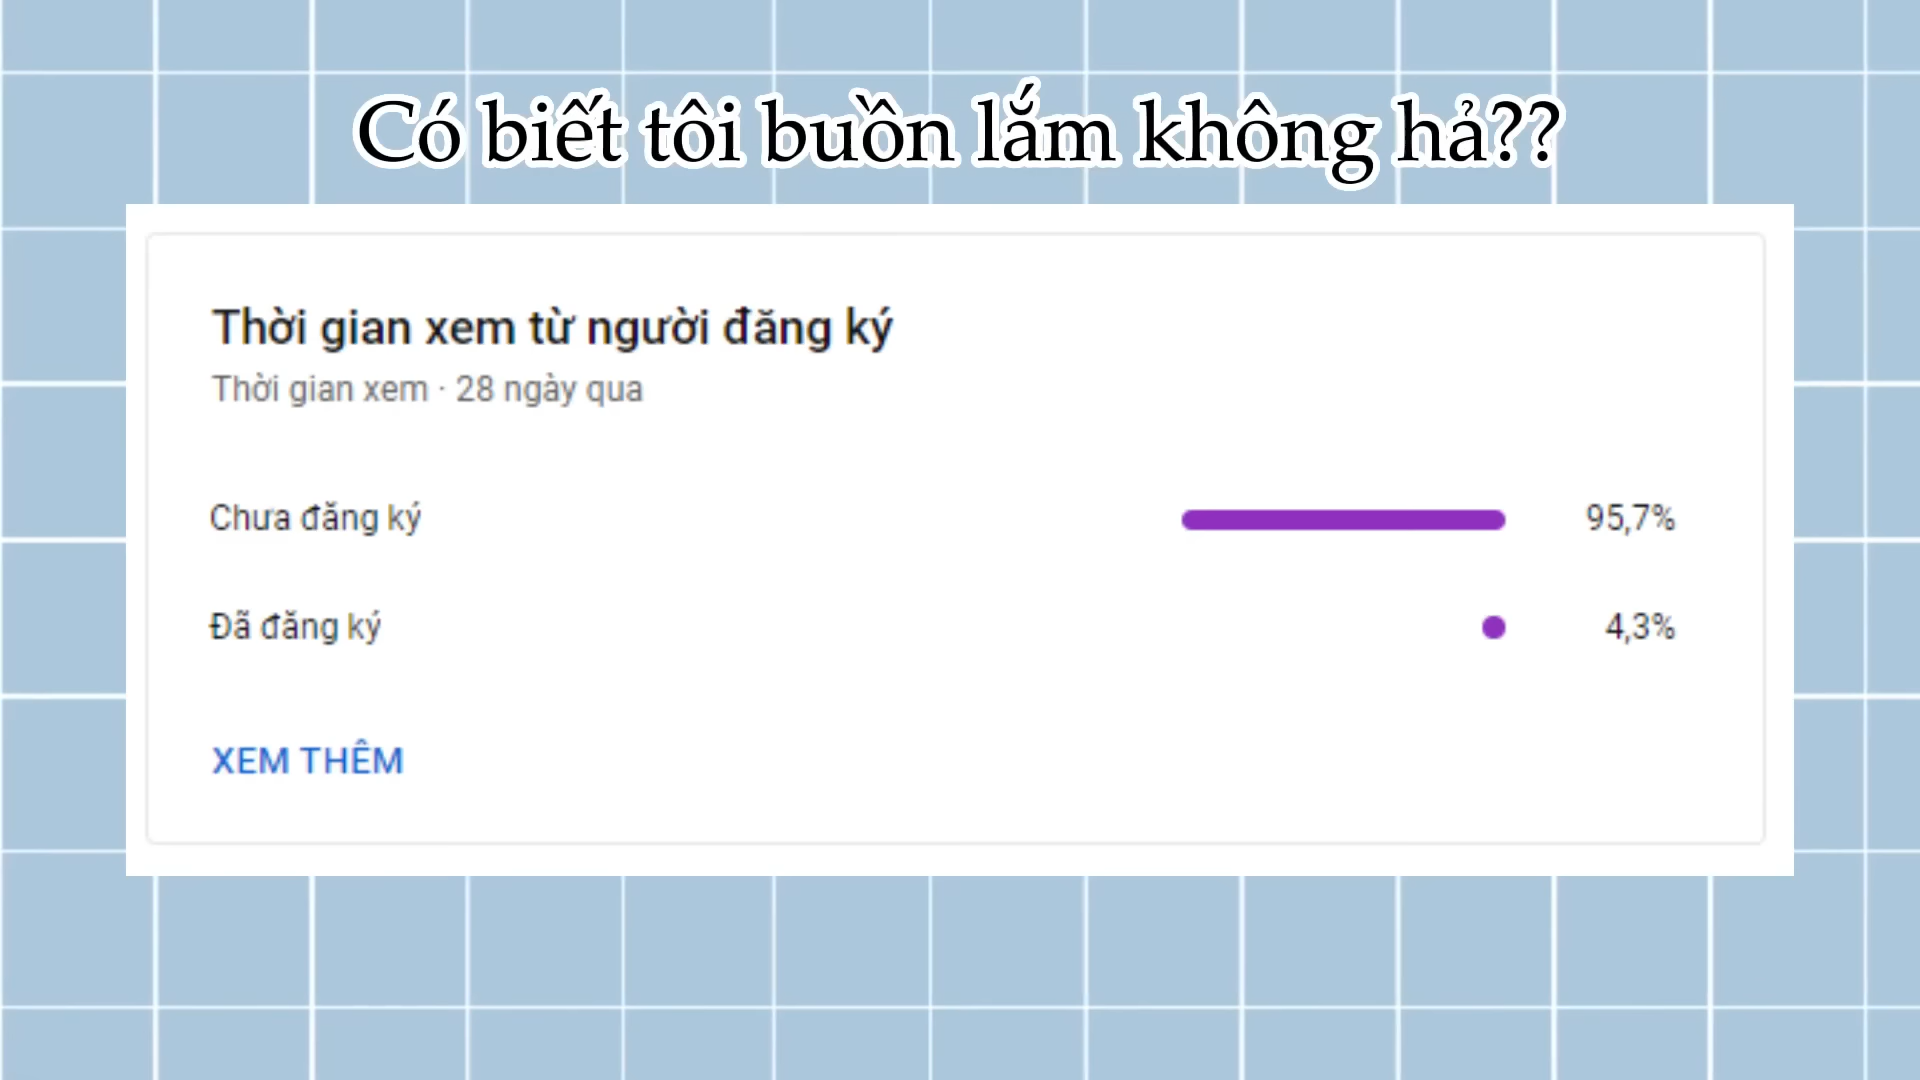 Có biết tôi buồn lắm không hả??
Thời gian xem từ người đăng ký
Thời gian xem · 28 ngày qua
Chưa đăng ký 95,7%
Đã đăng ký 4,3%
XEM THÊM